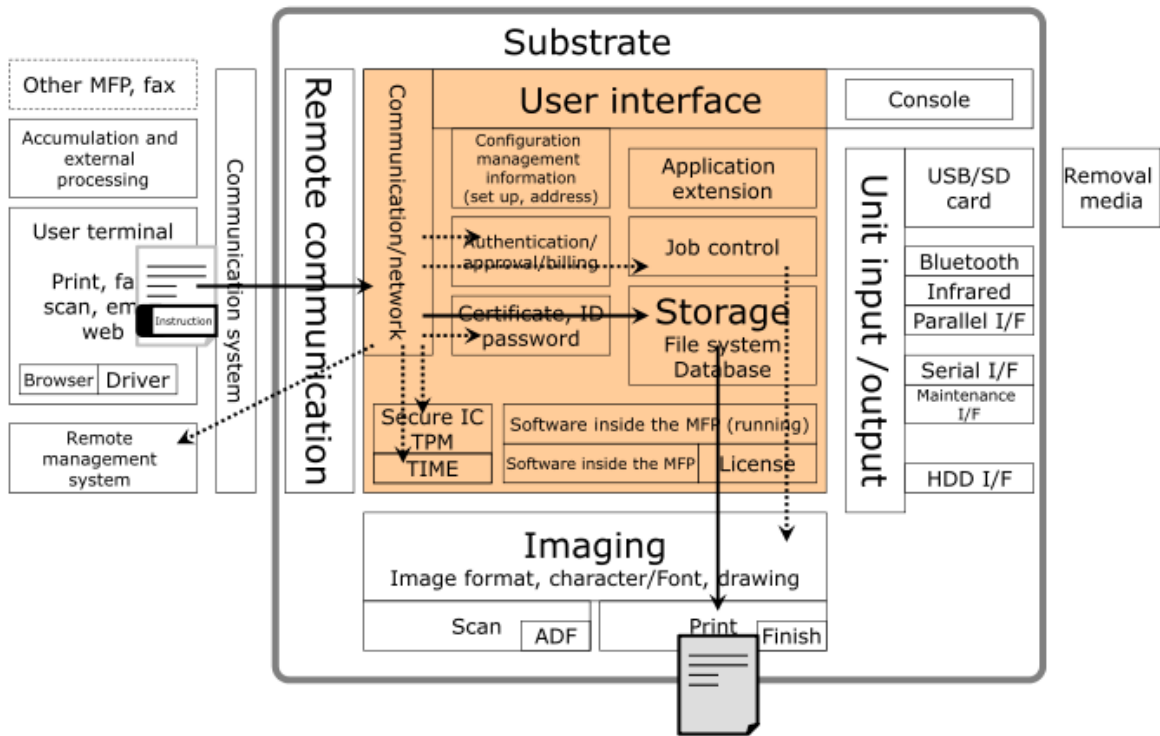 Substrate
Other MFP, fax
Accumulation and
external
processing
User terminal
Print, fa
scan, em
web
Instruction
Browser
Driver
Remote
management
system
Communication system
Remote communication
Communication/network
User interface
Console
Configuration
management
information
(set up, address)
Application
extension
Authentication/
approval/billing
Job control
Certificate, ID
password
Storage
File system
Database
Secure IC
TPM
TIME
Software inside the MFP (running)
Software inside the MFP
License
Unit input /output
USB/SD
card
Bluetooth
Infrared
Parallel I/F
Serial I/F
Maintenance
I/F
HDD I/F
Removal
media
Imaging
Image format, character/Font, drawing
Scan
ADF
Print
Finish